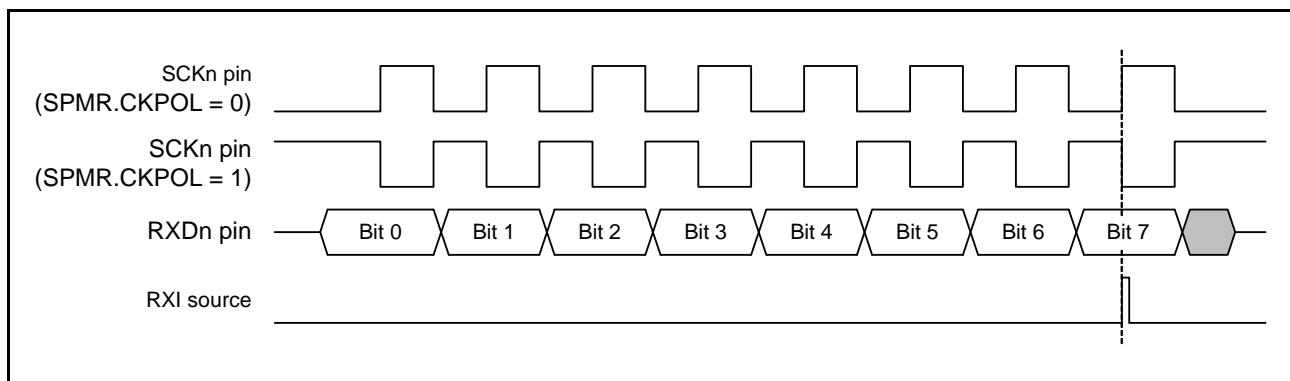 SCKn pin
(SPMR.CKPOL = 0)
SCKn pin
(SPMR.CKPOL = 1)
RXDn pin
Bit 0 Bit 1 Bit 2 Bit 3 Bit 4 Bit 5 Bit 6 Bit 7
RXI source